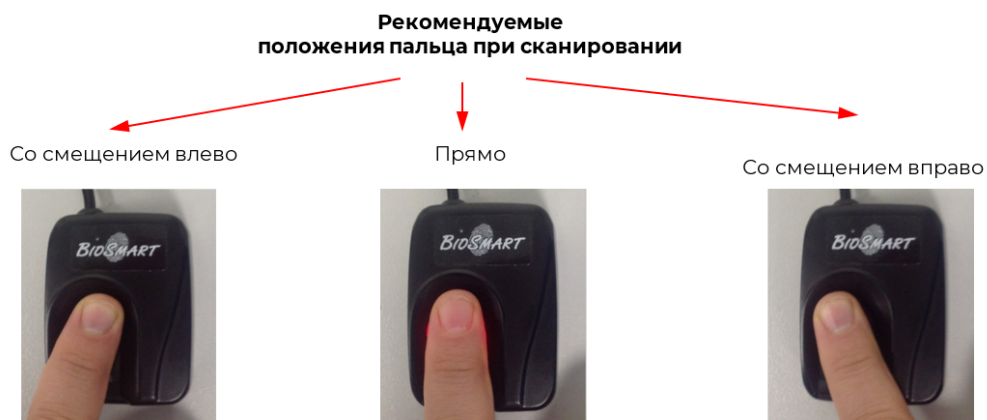 Рекомендуемые
положения пальца при сканировании
Со смещением влево
Прямо
Со смещением вправо
BIOSMART
BIOSMART
BIOSMART